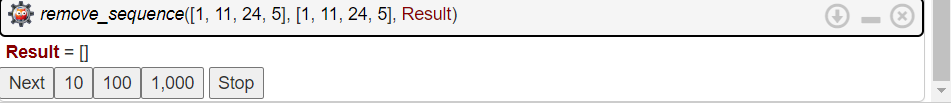 remove_sequence([1, 11, 24, 5], [1, 11, 24, 5], Result)
Result = []
Next 10 100 1,000 Stop